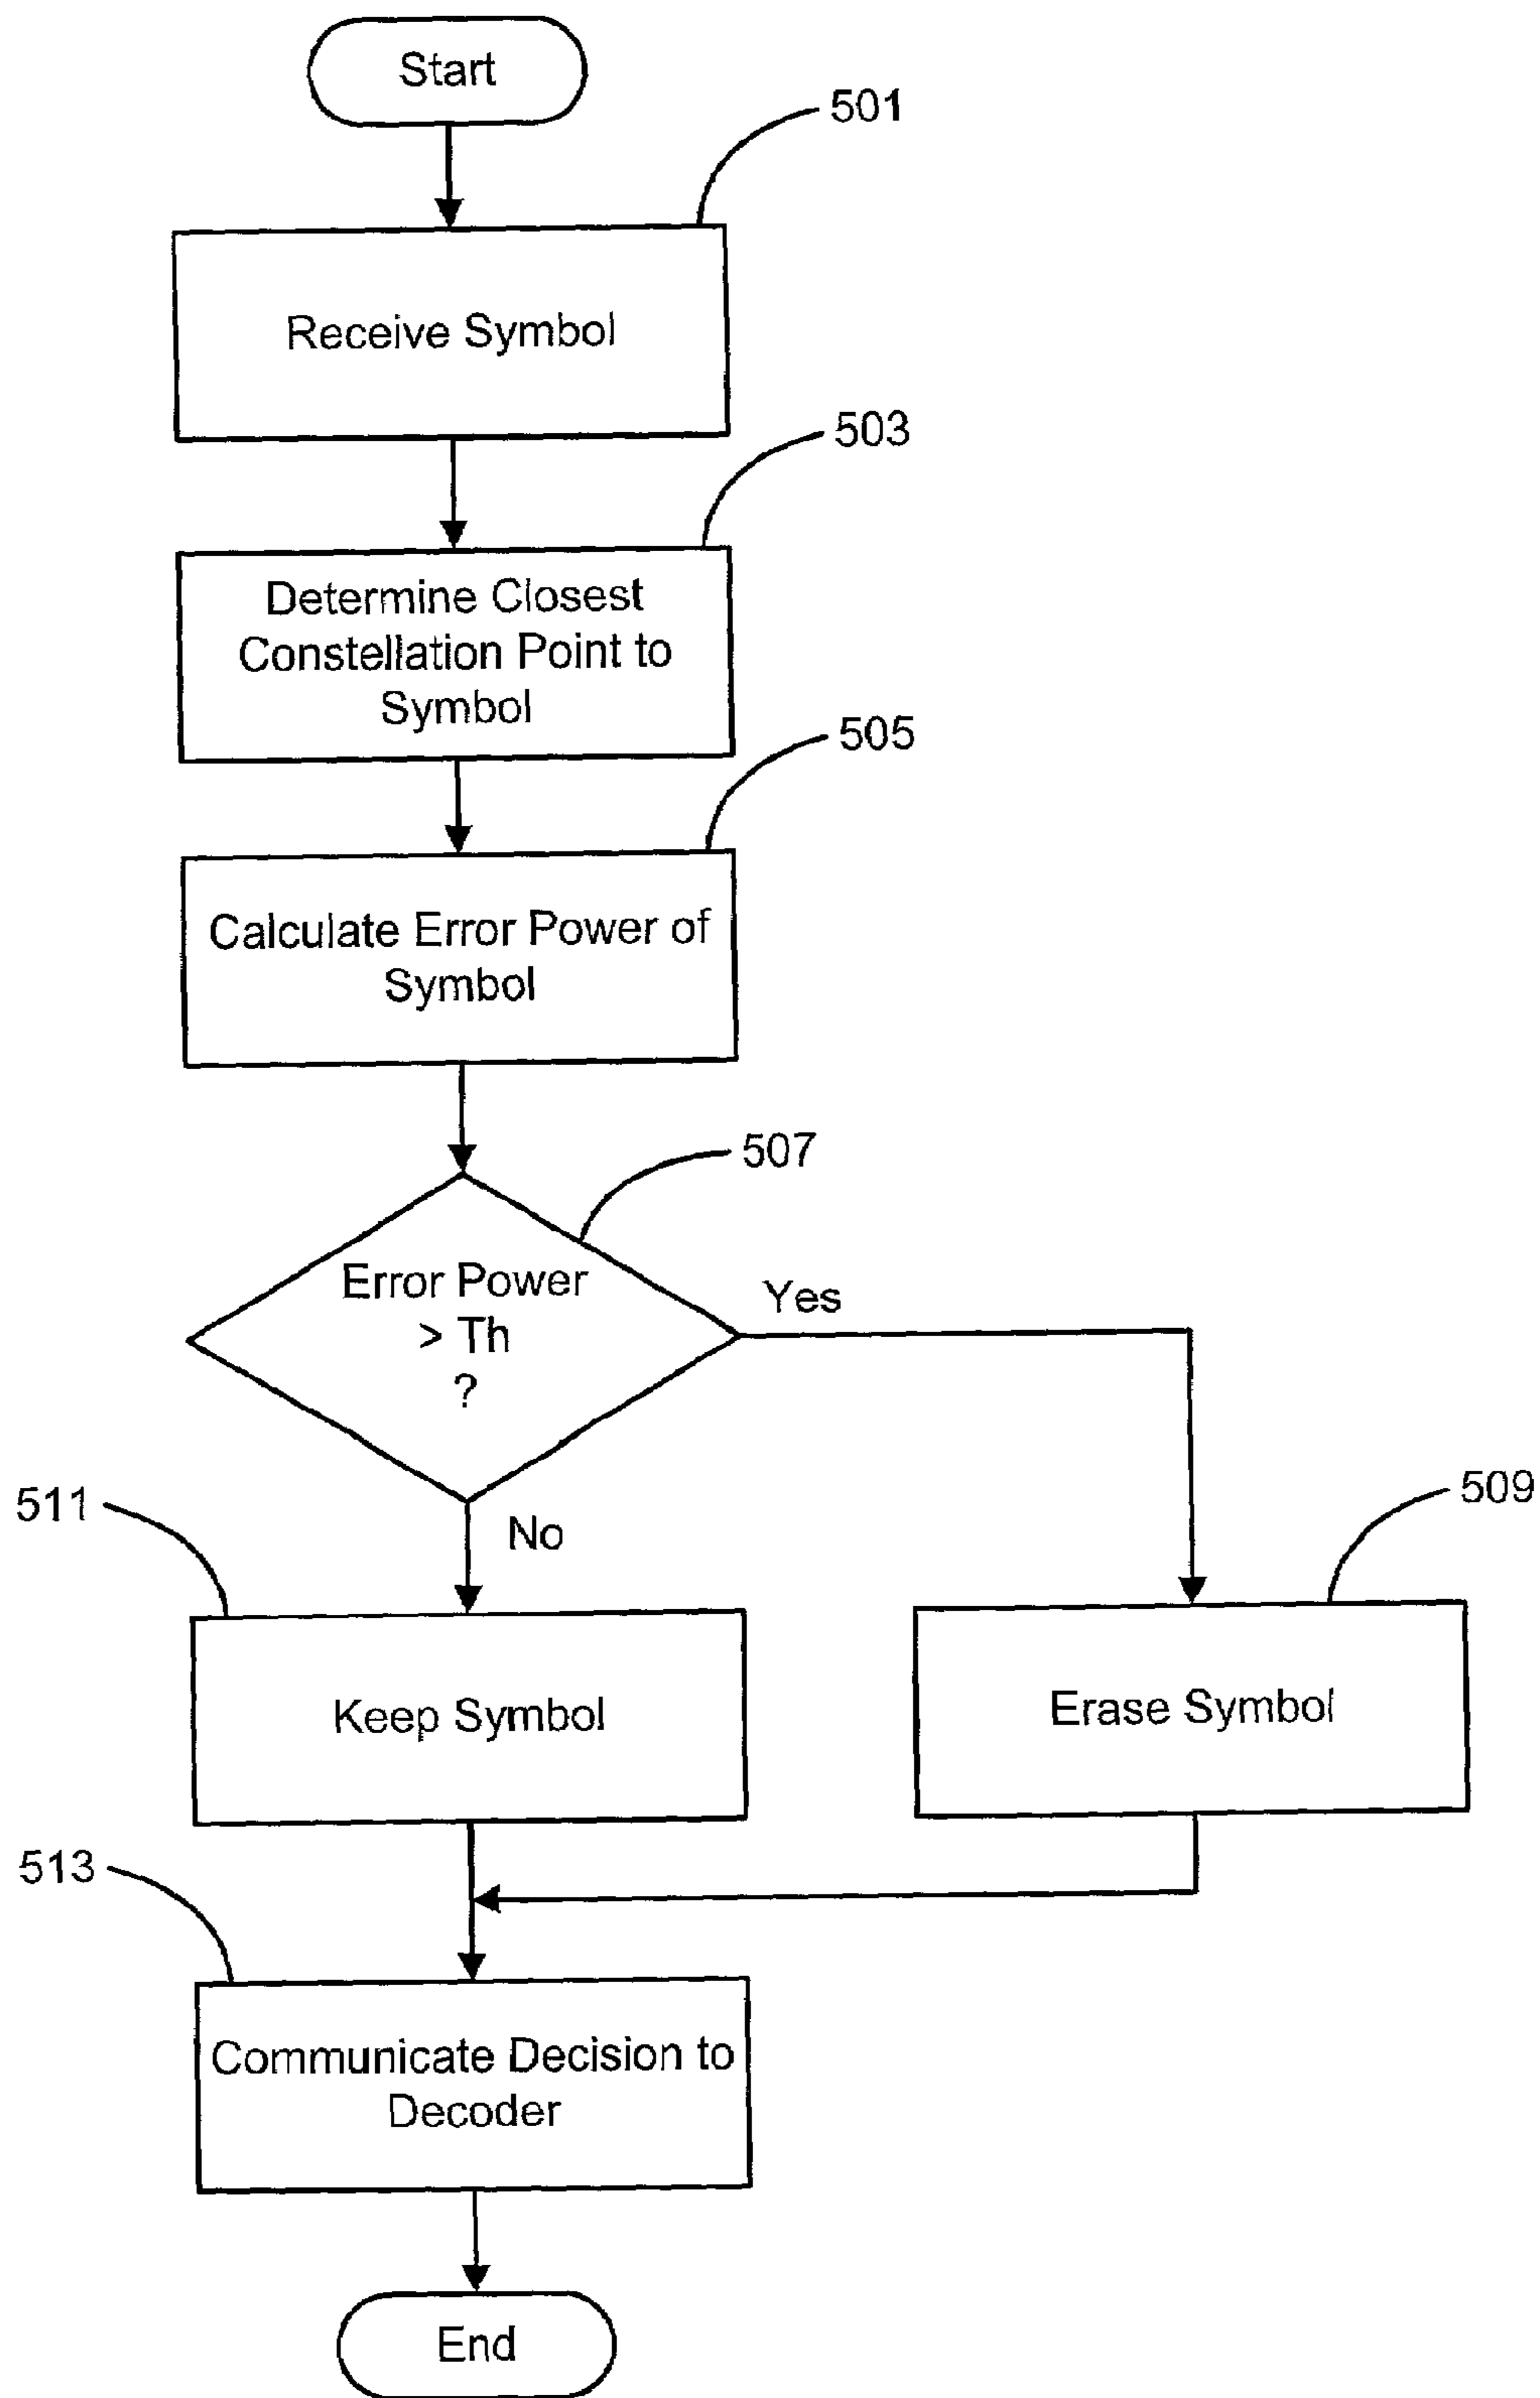 Start
501
Receive Symbol
503
Determine Closest
Constellation Point to
Symbol
505
Calculate Error Power of
Symbol
507
Error Power
> Th
?
Yes
No
511
509
Keep Symbol
Erase Symbol
513
Communicate Decision to
Decoder
End